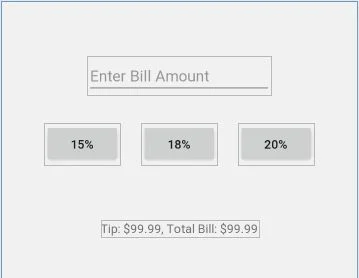 Enter Bill Amount
15% 18% 20%
Tip: $99.99, Total Bill: $99.99